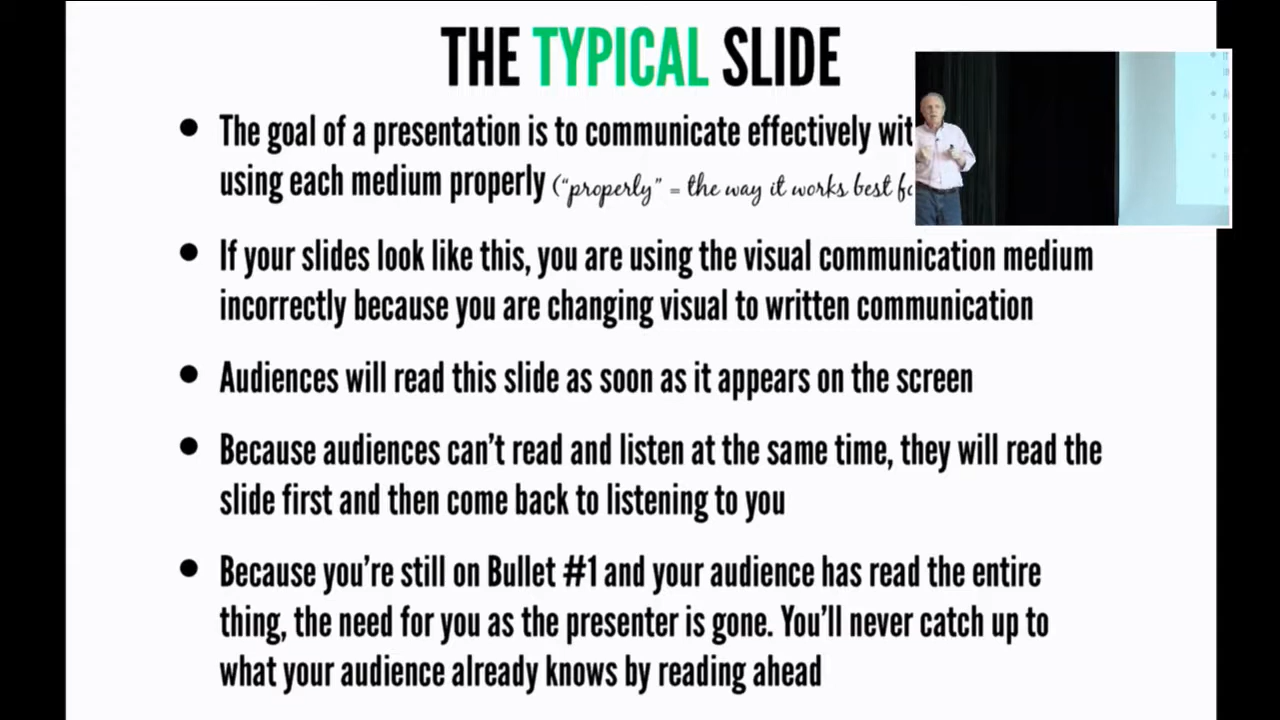 THE TYPICAL SLIDE
• The goal of a presentation is to communicate effectively
using each medium properly ("properly" = the way it works best
• If your slides look like this, you are using the visual communication medium
incorrectly because you are changing visual to written communication
• Audiences will read this slide as soon as it appears on the screen
• Because audiences can't read and listen at the same time, they will read the
slide first and then come back to listening to you
• Because you're still on Bullet #1 and your audience has read the entire
thing, the need for you as the presenter is gone. You'll never catch up to
what your audience already knows by reading ahead